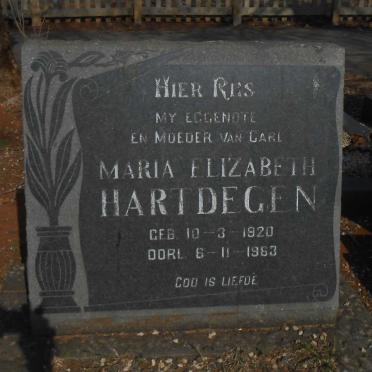 HIER RUS
MY EGGENOTE
EN MOEDER VAN CARL
MARIA ELIZABETH
HARTDEGEN
GEB. 10-3-1920
OORL. 6-11-1963
GOD IS LIEFDE